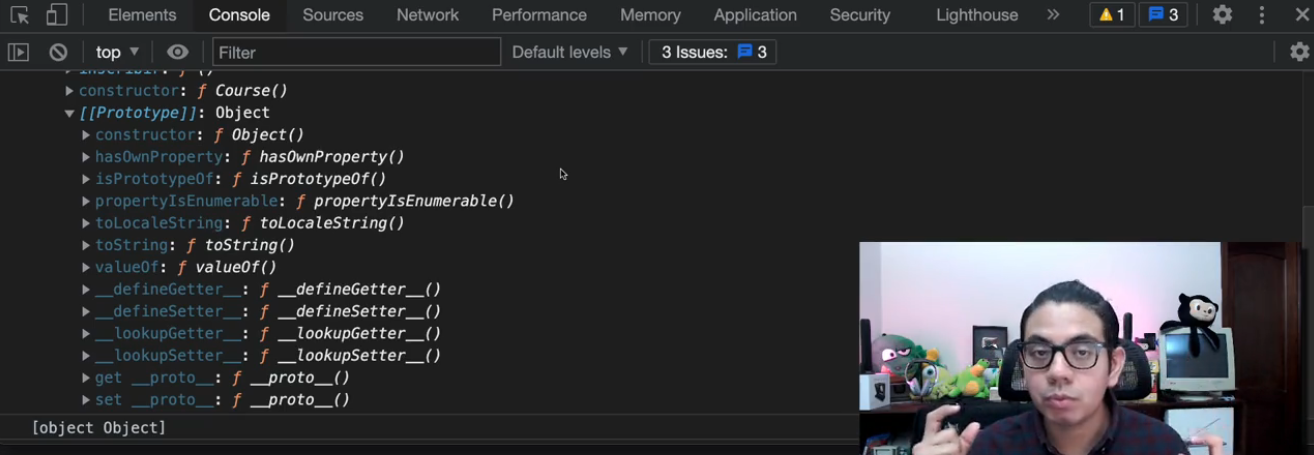 Elements Console Sources Network Performance Memory Application Security Lighthouse » 1 3
top ▼ Filter Default levels ▼ 3 Issues: 3
inscribir: ƒ ()
▶ constructor: ƒ Course()
▼ [[Prototype]]: Object
▶ constructor: ƒ Object()
▶ hasOwnProperty: ƒ hasOwnProperty()
▶ isPrototypeOf: ƒ isPrototypeOf()
▶ propertyIsEnumerable: ƒ propertyIsEnumerable()
▶ toLocaleString: ƒ toLocaleString()
▶ toString: ƒ toString()
▶ valueOf: ƒ valueOf()
▶ __defineGetter__: ƒ __defineGetter__()
▶ __defineSetter__: ƒ __defineSetter__()
▶ __lookupGetter__: ƒ __lookupGetter__()
▶ __lookupSetter__: ƒ __lookupSetter__()
▶ get __proto__: ƒ __proto__()
▶ set __proto__: ƒ __proto__()
[object Object]